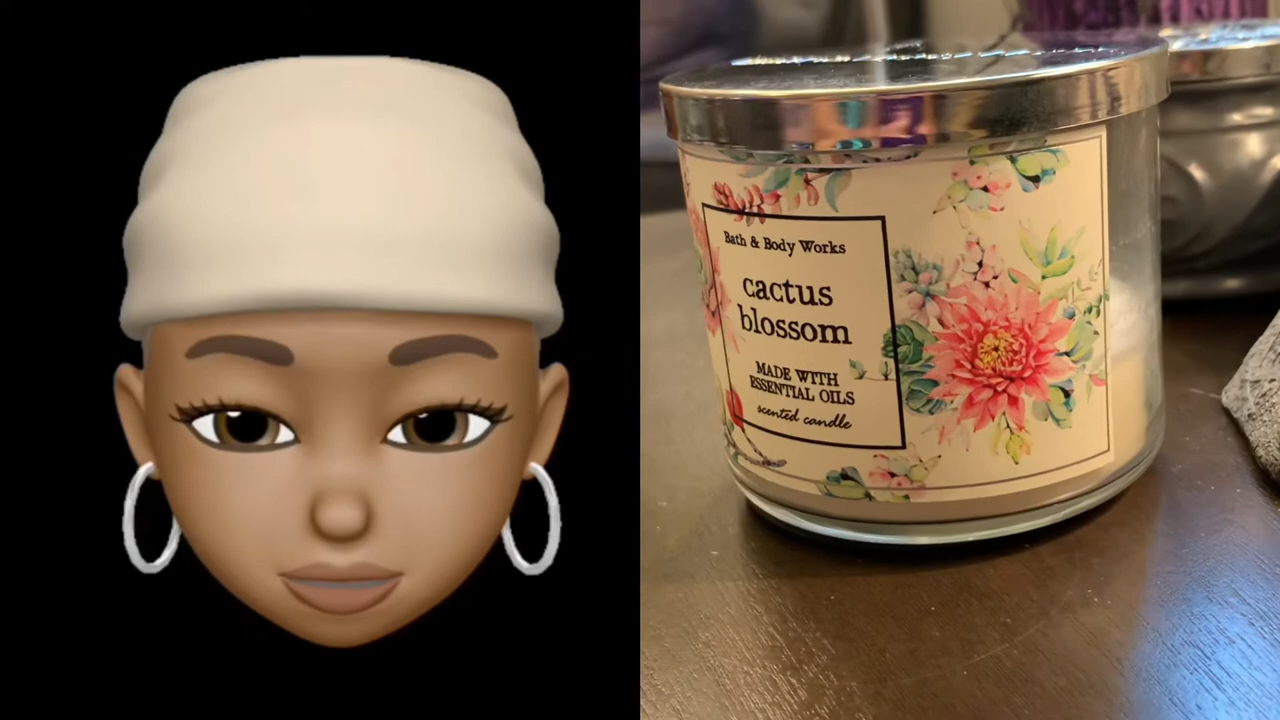 Bath & Body Works
cactus
blossom
MADE WITH
ESSENTIAL OILS
scented candle